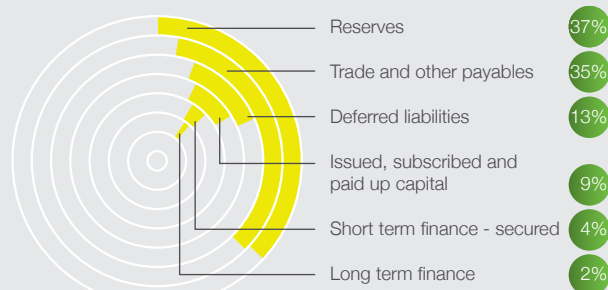 Reserves 37%
Trade and other payables 35%
Deferred liabilities 13%
Issued, subscribed and
paid up capital 9%
Short term finance - secured 4%
Long term finance 2%